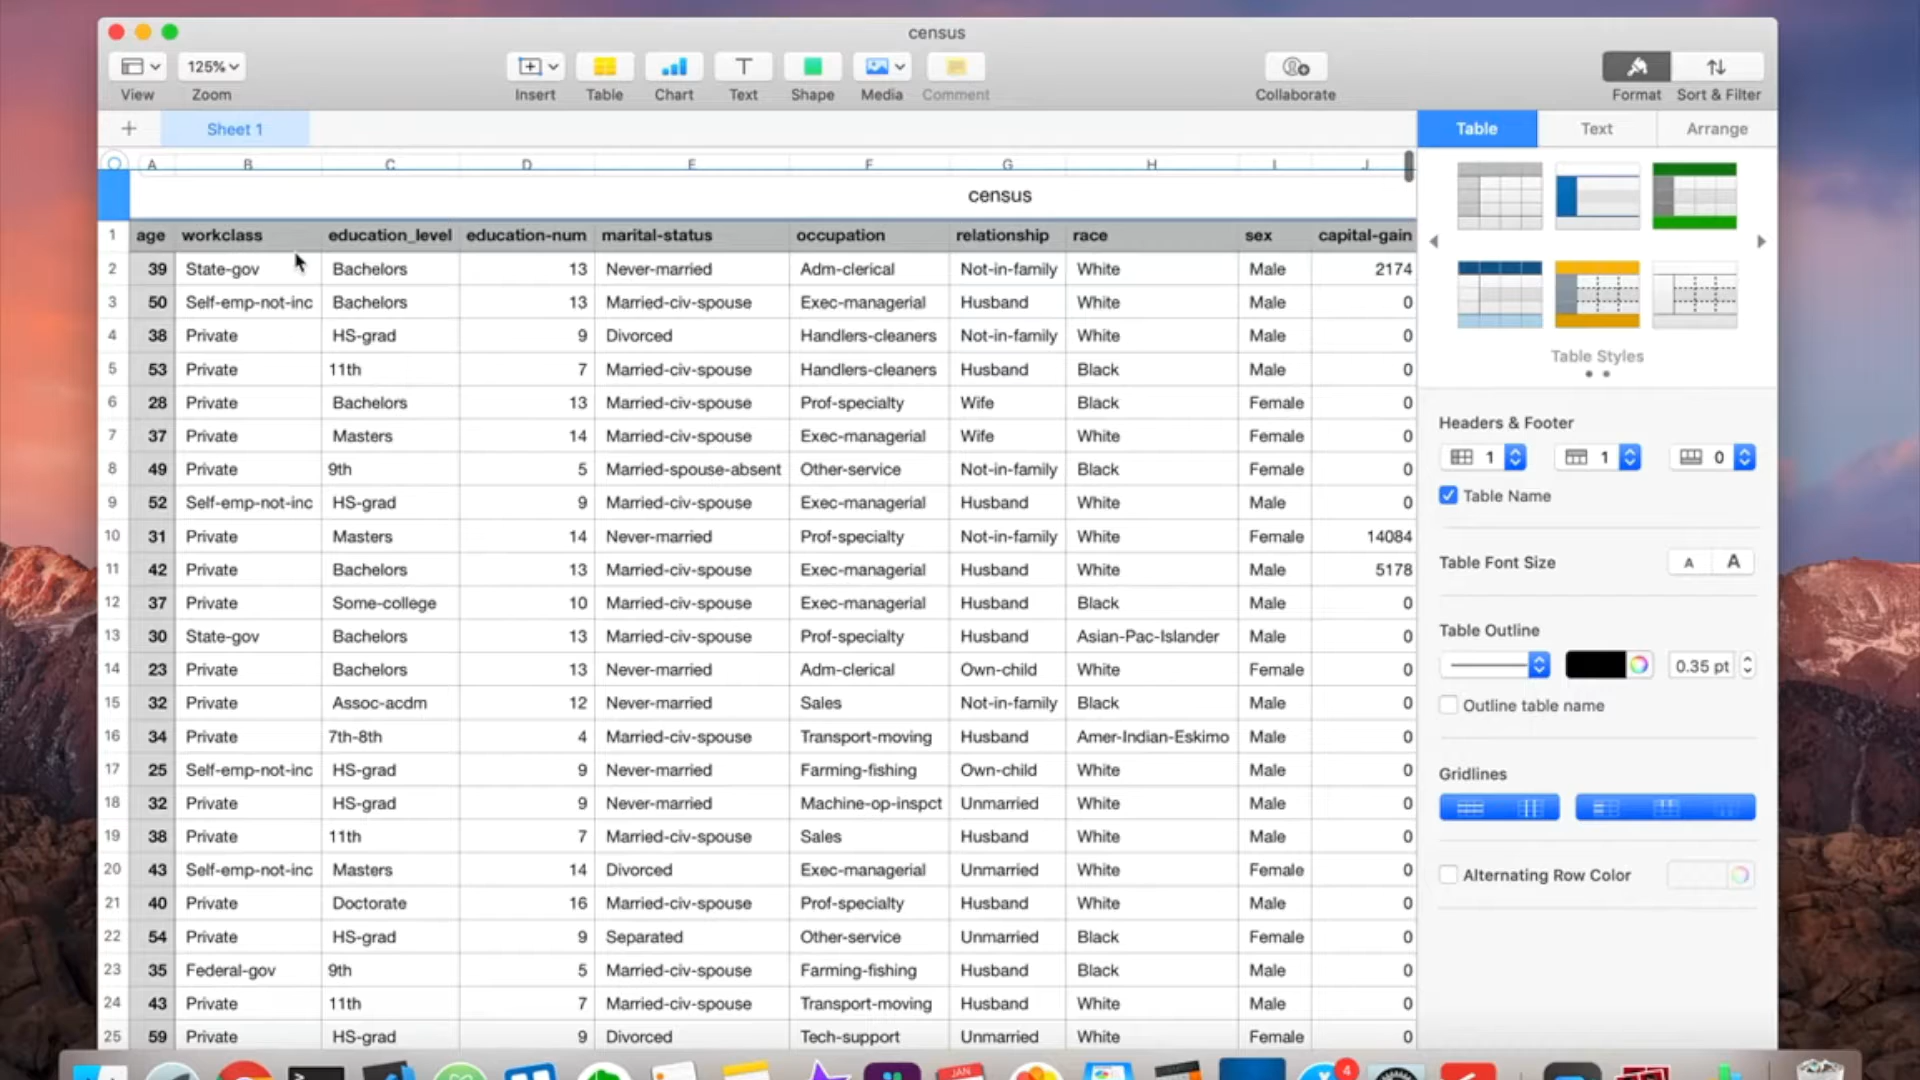 census
125%
View Zoom Insert Table Chart Text Shape Media Comment Collaborate Format Sort & Filter
Sheet 1
Table Text Arrange
A B C D E F G H I J
census
1 age workclass education_level education-num marital-status occupation relationship race sex capital-gain
2 39 State-gov Bachelors 13 Never-married Adm-clerical Not-in-family White Male 2174
3 50 Self-emp-not-inc Bachelors 13 Married-civ-spouse Exec-managerial Husband White Male 0
4 38 Private HS-grad 9 Divorced Handlers-cleaners Not-in-family White Male 0
5 53 Private 11th 7 Married-civ-spouse Handlers-cleaners Husband Black Male 0
6 28 Private Bachelors 13 Married-civ-spouse Prof-specialty Wife Black Female 0
7 37 Private Masters 14 Married-civ-spouse Exec-managerial Wife White Female 0
8 49 Private 9th 5 Married-spouse-absent Other-service Not-in-family Black Female 0
9 52 Self-emp-not-inc HS-grad 9 Married-civ-spouse Exec-managerial Husband White Male 0
10 31 Private Masters 14 Never-married Prof-specialty Not-in-family White Female 14084
11 42 Private Bachelors 13 Married-civ-spouse Exec-managerial Husband White Male 5178
12 37 Private Some-college 10 Married-civ-spouse Exec-managerial Husband Black Male 0
13 30 State-gov Bachelors 13 Married-civ-spouse Prof-specialty Husband Asian-Pac-Islander Male 0
14 23 Private Bachelors 13 Never-married Adm-clerical Own-child White Female 0
15 32 Private Assoc-acdm 12 Never-married Sales Not-in-family Black Male 0
16 34 Private 7th-8th 4 Married-civ-spouse Transport-moving Husband Amer-Indian-Eskimo Male 0
17 25 Self-emp-not-inc HS-grad 9 Never-married Farming-fishing Own-child White Male 0
18 32 Private HS-grad 9 Never-married Machine-op-inspct Unmarried White Male 0
19 38 Private 11th 7 Married-civ-spouse Sales Husband White Male 0
20 43 Self-emp-not-inc Masters 14 Divorced Exec-managerial Unmarried White Female 0
21 40 Private Doctorate 16 Married-civ-spouse Prof-specialty Husband White Male 0
22 54 Private HS-grad 9 Separated Other-service Unmarried Black Female 0
23 35 Federal-gov 9th 5 Married-civ-spouse Farming-fishing Husband Black Male 0
24 43 Private 11th 7 Married-civ-spouse Transport-moving Husband White Male 0
25 59 Private HS-grad 9 Divorced Tech-support Unmarried White Female 0
Table Styles
Headers & Footer
1 1 0
Table Name
Table Font Size A A
Table Outline
0.35 pt
Outline table name
Gridlines
Alternating Row Color
JAN
4